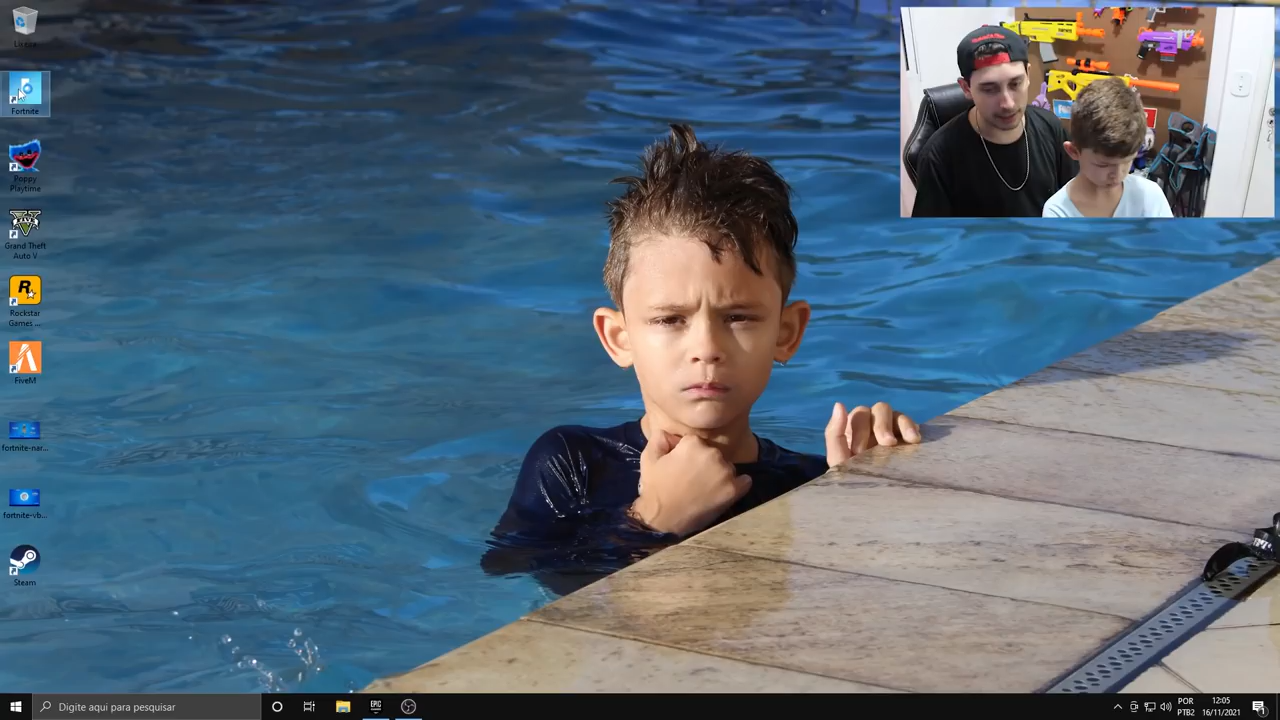 Lixeira
Fortnite
Poppy
Playtime
Grand Theft
Auto V
Rockstar
Games ...
FiveM
fortnite-nar...
fortnite-vb...
Steam
Digite aqui para pesquisar
EPIC
POR
PTB2
12:05
16/11/2021